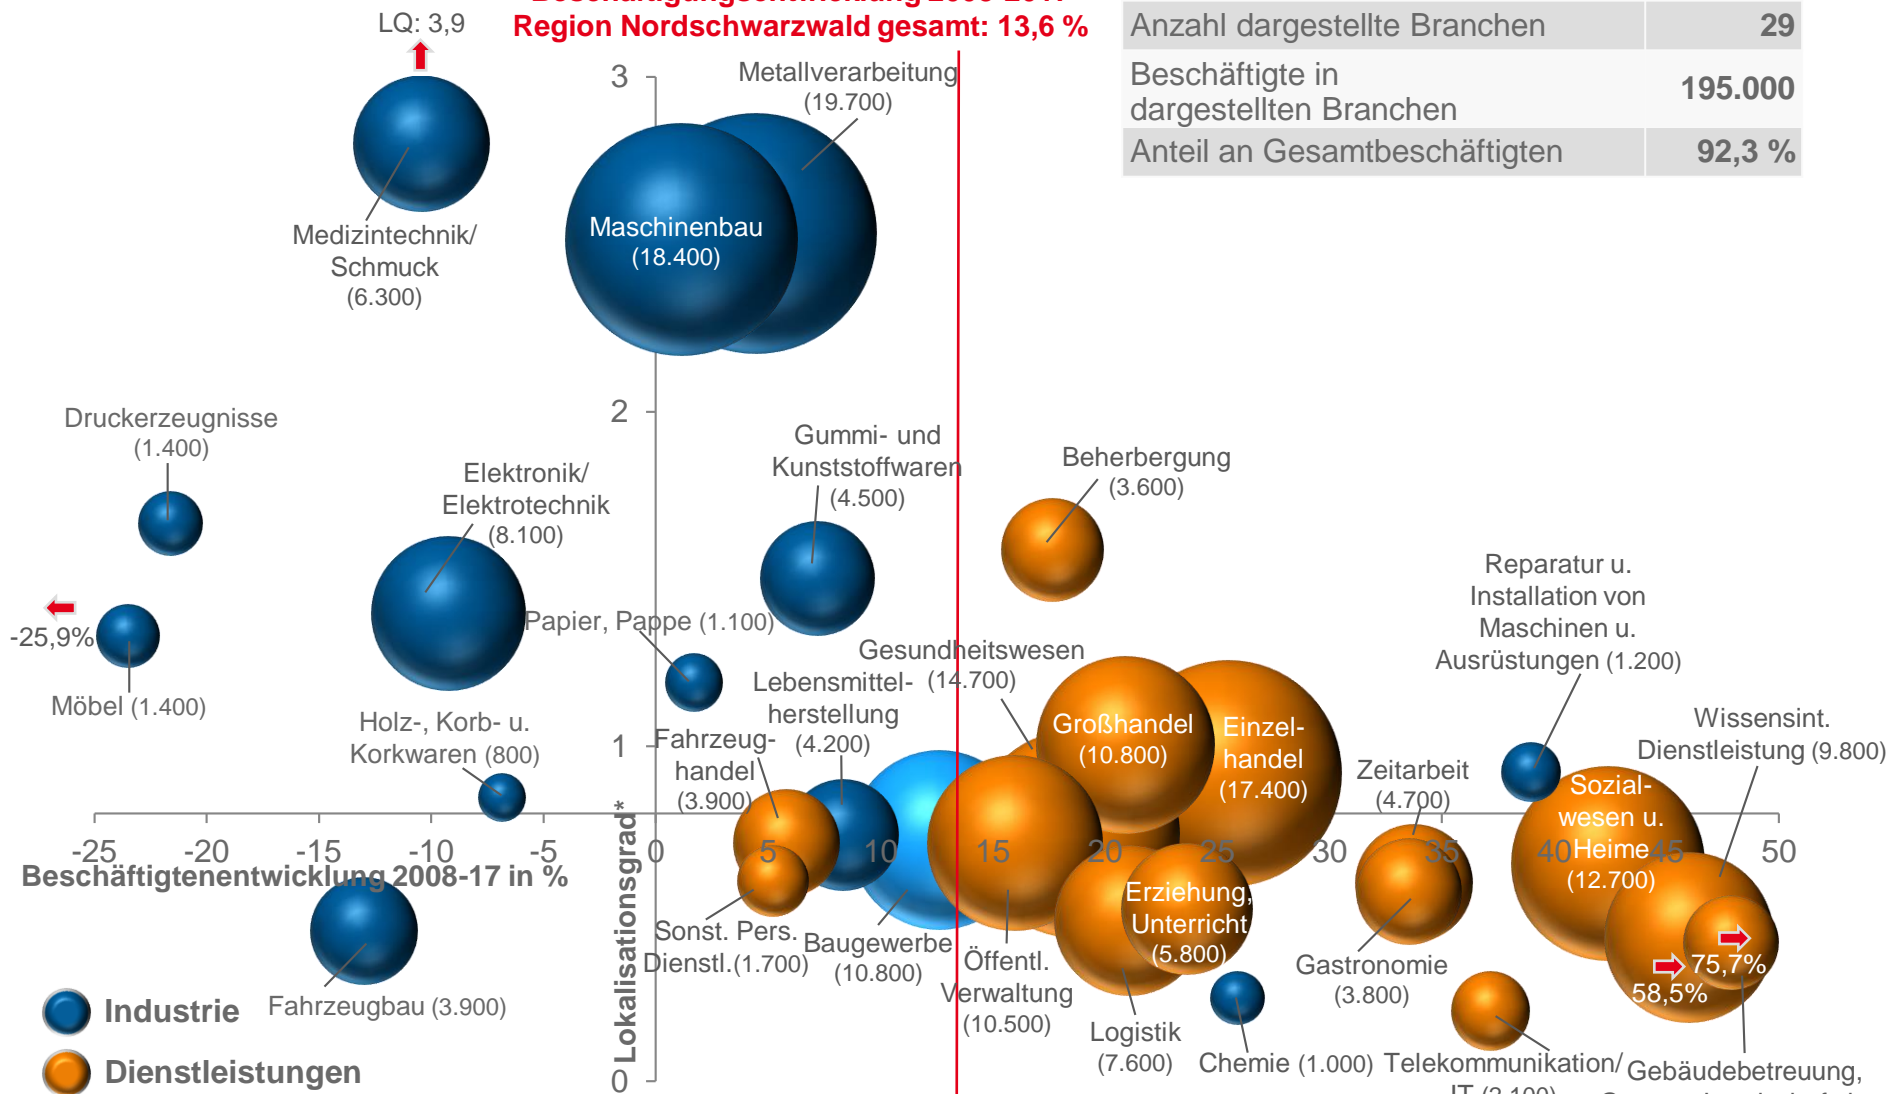 Region Nordschwarzwald gesamt: 13,6 %
Anzahl dargestellte Branchen 29
Beschäftigte in
dargestellten Branchen 195.000
Anteil an Gesamtbeschäftigten 92,3 %
LQ: 3,9
Medizintechnik/
Schmuck
(6.300)
3
Metallverarbeitung
(19.700)
Maschinenbau
(18.400)
2
Druckerzeugnisse
(1.400)
Elektronik/
Elektrotechnik
(8.100)
Gummi- und
Kunststoffwaren
(4.500)
Beherbergung
(3.600)
Reparatur u.
Installation von
Maschinen u.
Ausrüstungen (1.200)
-25,9%
Möbel (1.400)
Papier, Pappe (1.100)
Gesundheitswesen
(14.700)
Lebensmittel-
herstellung
(4.200)
Holz-, Korb- u.
Korkwaren (800)
1
Fahrzeug-
handel
(3.900)
Großhandel
(10.800)
Einzel-
handel
(17.400)
Zeitarbeit
(4.700)
Wissensint.
Dienstleistung (9.800)
Sozial-
wesen u.
Heime
(12.700)
-25 -20 -15 -10 -5 0 5 10 15 20 25 30 35 40 45 50
Beschäftigtenentwicklung 2008-17 in %
Lokalisationsgrad*
Fahrzeugbau (3.900)
Sonst. Pers.
Dienstl.(1.700)
Baugewerbe
(10.800)
Öffentl.
Verwaltung
(10.500)
Erziehung,
Unterricht
(5.800)
Logistik
(7.600)
Chemie (1.000)
Gastronomie
(3.800)
75,7%
58,5%
Telekommunikation/
Gebäudebetreuung,
0
Industrie
Dienstleistungen